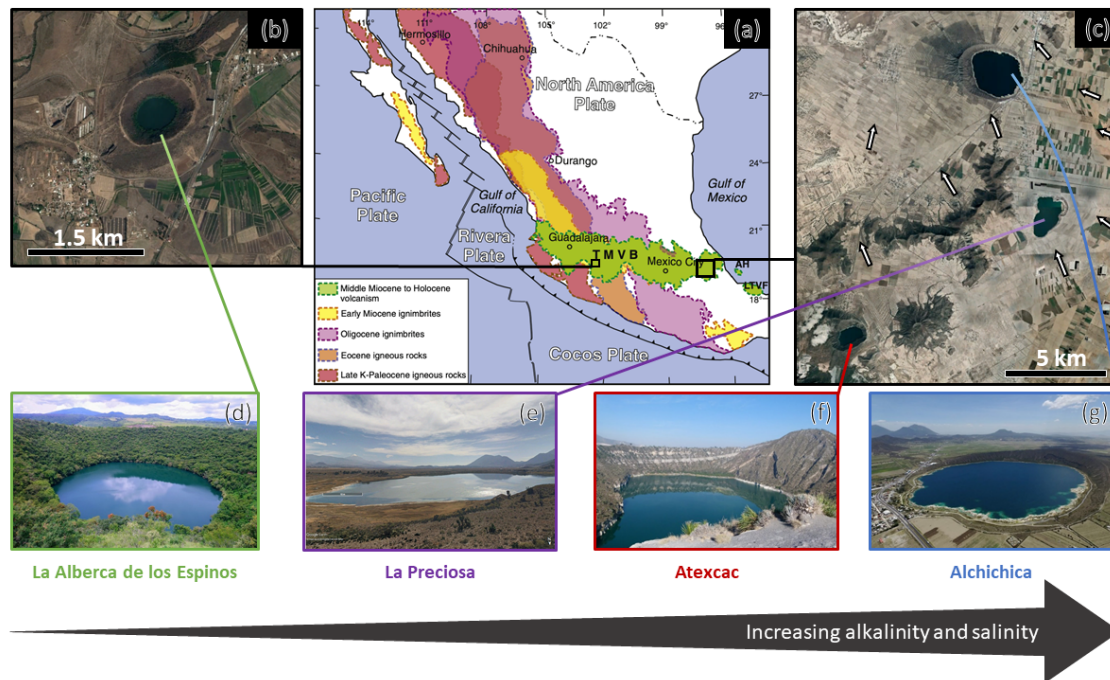 (b)
1.5 km
(a)
114°
111°
108°
105°
102°
99°
96°
Hermosillo
Chihuahua
North America
Plate
27°
Durango
24°
Gulf of
California
Gulf of
Mexico
Pacific
Plate
Rivera
Plate
21°
Guadalajara
T M V B
Mexico City
AH
LTVF
18°
Cocos Plate
Middle Miocene to Holocene
volcanism
Early Miocene ignimbrites
Oligocene ignimbrites
Eocene igneous rocks
Late K-Paleocene igneous rocks
(c)
5 km
(d)
(e)
(f)
(g)
La Alberca de los Espinos
La Preciosa
Atexcac
Alchichica
Increasing alkalinity and salinity